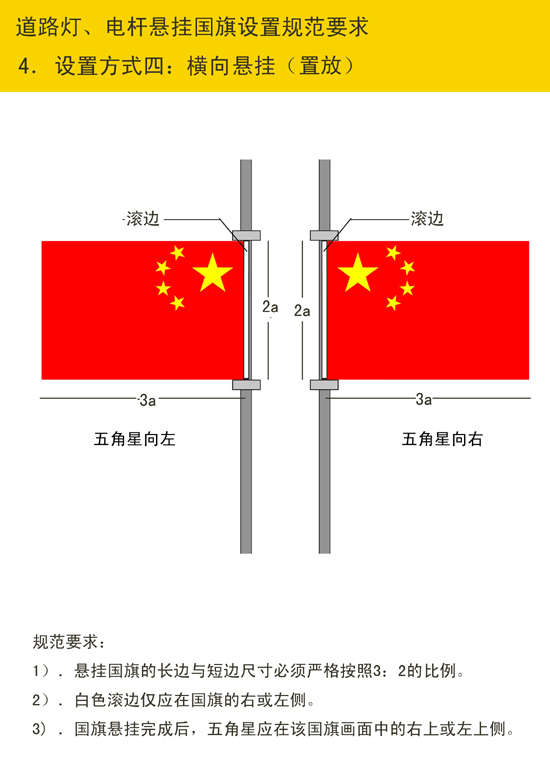 道路灯、电杆悬挂国旗设置规范要求
4. 设置方式四：横向悬挂（置放）
滚边 滚边
2a 2a
3a 3a
五角星向左 五角星向右
规范要求：
1）．悬挂国旗的长边与短边尺寸必须严格按照3：2的比例。
2）．白色滚边仅应在国旗的右或左侧。
3）．国旗悬挂完成后，五角星应在该国旗画面中的右上或左上侧。